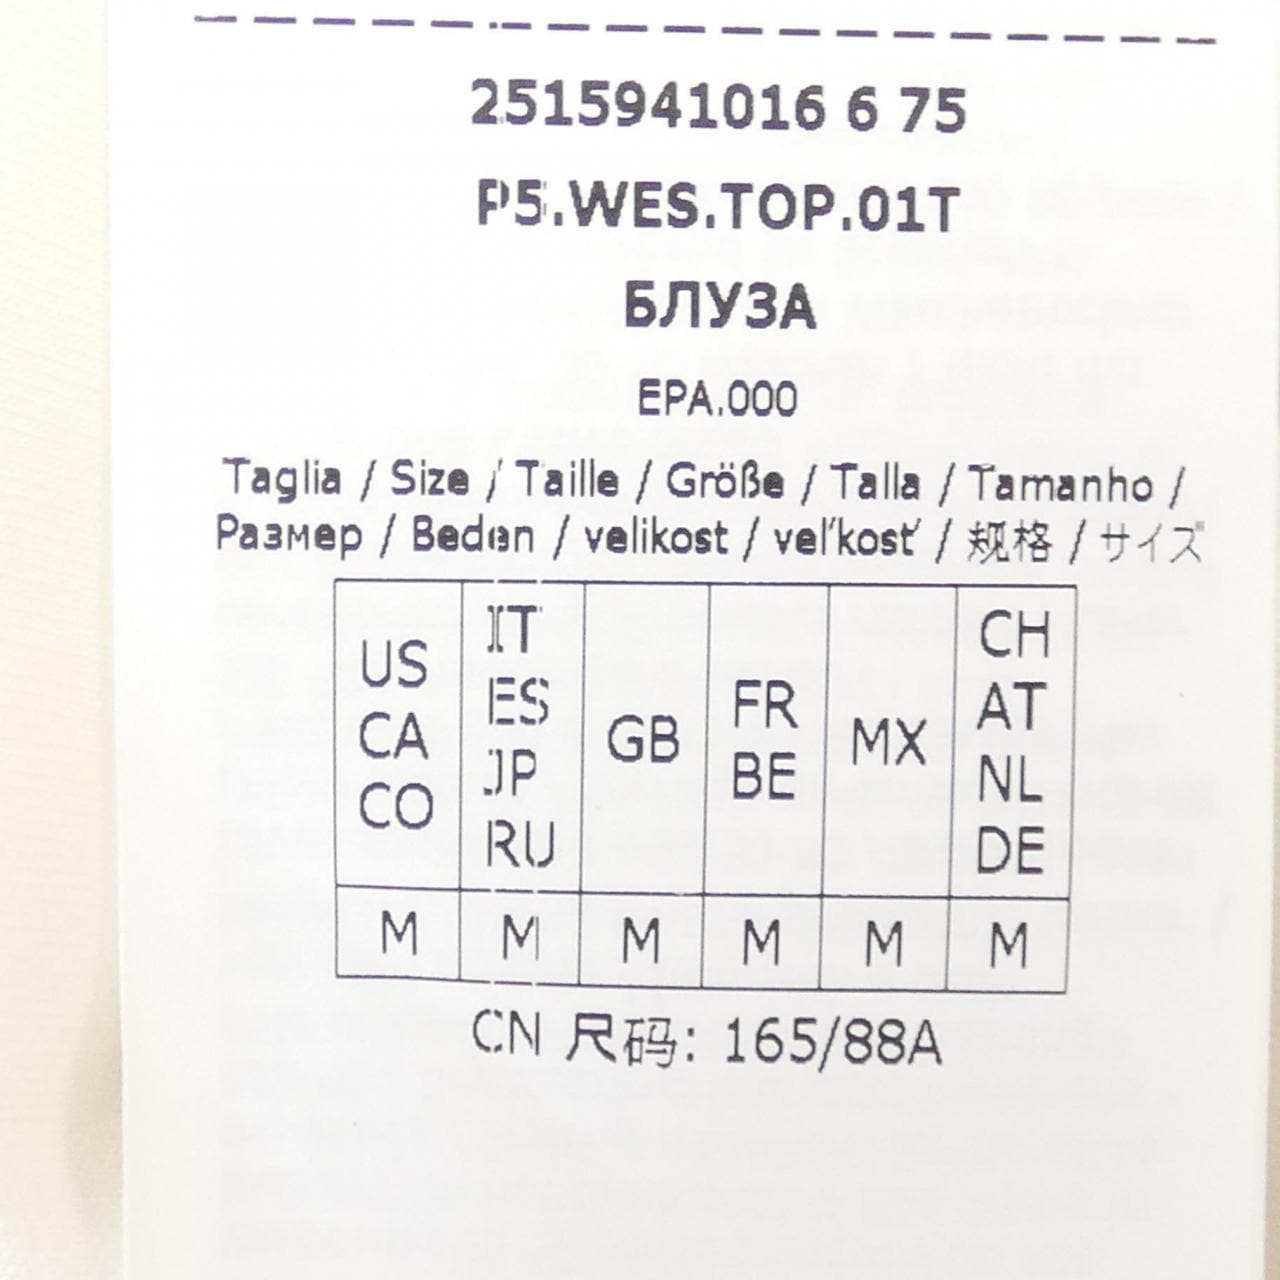 2515941016 6 75
P5.WES.TOP.01T
БЛУЗА
EPA.000
Taglia / Size / Taille / Größe / Talla / Tamanho /
Размер / Beden / velikost / veľkosť / 规格 / サイズ
US CA CO
IT ES JP RU
GB
FR BE
MX
CH AT NL DE
M M M M M M
CN 尺码: 165/88A